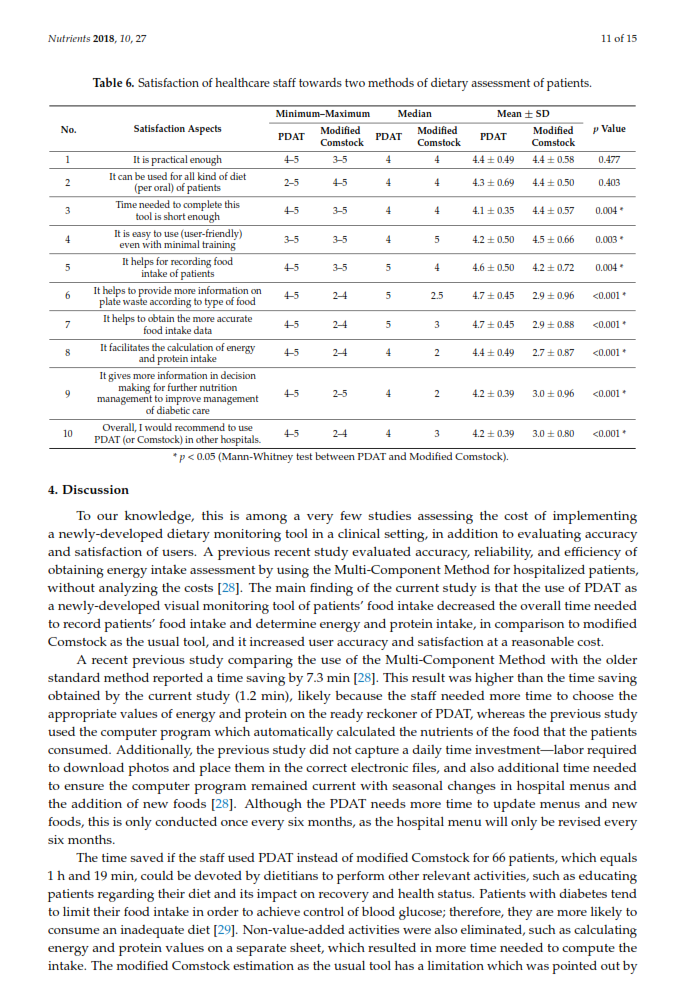 Nutrients 2018, 10, 27 11 of 15
Table 6. Satisfaction of healthcare staff towards two methods of dietary assessment of patients.
No. Satisfaction Aspects Minimum–Maximum Median Mean ± SD p Value
PDAT Modified Comstock PDAT Modified Comstock PDAT Modified Comstock
1 It is practical enough 4–5 3–5 4 4 4.4 ± 0.49 4.4 ± 0.58 0.477
2 It can be used for all kind of diet (per oral) of patients 2–5 4–5 4 4 4.3 ± 0.69 4.4 ± 0.50 0.403
3 Time needed to complete this tool is short enough 4–5 3–5 4 4 4.1 ± 0.35 4.4 ± 0.57 0.004 *
4 It is easy to use (user-friendly) even with minimal training 3–5 3–5 4 5 4.2 ± 0.50 4.5 ± 0.66 0.003 *
5 It helps for recording food intake of patients 4–5 3–5 5 4 4.6 ± 0.50 4.2 ± 0.72 0.004 *
6 It helps to provide more information on plate waste according to type of food 4–5 2–4 5 2.5 4.7 ± 0.45 2.9 ± 0.96 <0.001 *
7 It helps to obtain the more accurate food intake data 4–5 2–4 5 3 4.7 ± 0.45 2.9 ± 0.88 <0.001 *
8 It facilitates the calculation of energy and protein intake 4–5 2–4 4 2 4.4 ± 0.49 2.7 ± 0.87 <0.001 *
9 It gives more information in decision making for further nutrition management to improve management of diabetic care 4–5 2–5 4 2 4.2 ± 0.39 3.0 ± 0.96 <0.001 *
10 Overall, I would recommend to use PDAT (or Comstock) in other hospitals. 4–5 2–4 4 3 4.2 ± 0.39 3.0 ± 0.80 <0.001 *
* p < 0.05 (Mann-Whitney test between PDAT and Modified Comstock).
4. Discussion
To our knowledge, this is among a very few studies assessing the cost of implementing
a newly-developed dietary monitoring tool in a clinical setting, in addition to evaluating accuracy
and satisfaction of users. A previous recent study evaluated accuracy, reliability, and efficiency of
obtaining energy intake assessment by using the Multi-Component Method for hospitalized patients,
without analyzing the costs [28]. The main finding of the current study is that the use of PDAT as
a newly-developed visual monitoring tool of patients' food intake decreased the overall time needed
to record patients' food intake and determine energy and protein intake, in comparison to modified
Comstock as the usual tool, and it increased user accuracy and satisfaction at a reasonable cost.
A recent previous study comparing the use of the Multi-Component Method with the older
standard method reported a time saving by 7.3 min [28]. This result was higher than the time saving
obtained by the current study (1.2 min), likely because the staff needed more time to choose the
appropriate values of energy and protein on the ready reckoner of PDAT, whereas the previous study
used the computer program which automatically calculated the nutrients of the food that the patients
consumed. Additionally, the previous study did not capture a daily time investment—labor required
to download photos and place them in the correct electronic files, and also additional time needed
to ensure the computer program remained current with seasonal changes in hospital menus and
the addition of new foods [28]. Although the PDAT needs more time to update menus and new
foods, this is only conducted once every six months, as the hospital menu will only be revised every
six months.
The time saved if the staff used PDAT instead of modified Comstock for 66 patients, which equals
1 h and 19 min, could be devoted by dietitians to perform other relevant activities, such as educating
patients regarding their diet and its impact on recovery and health status. Patients with diabetes tend
to limit their food intake in order to achieve control of blood glucose; therefore, they are more likely to
consume an inadequate diet [29]. Non-value-added activities were also eliminated, such as calculating
energy and protein values on a separate sheet, which resulted in more time needed to compute the
intake. The modified Comstock estimation as the usual tool has a limitation which was pointed out by